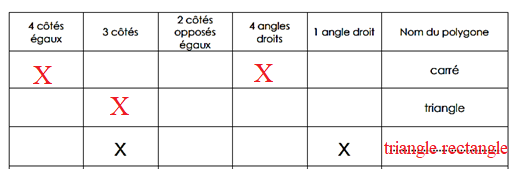 4 côtés égaux 3 côtés 2 côtés opposés égaux 4 angles droits 1 angle droit Nom du polygone
X X carré
X triangle
X X triangle rectangle